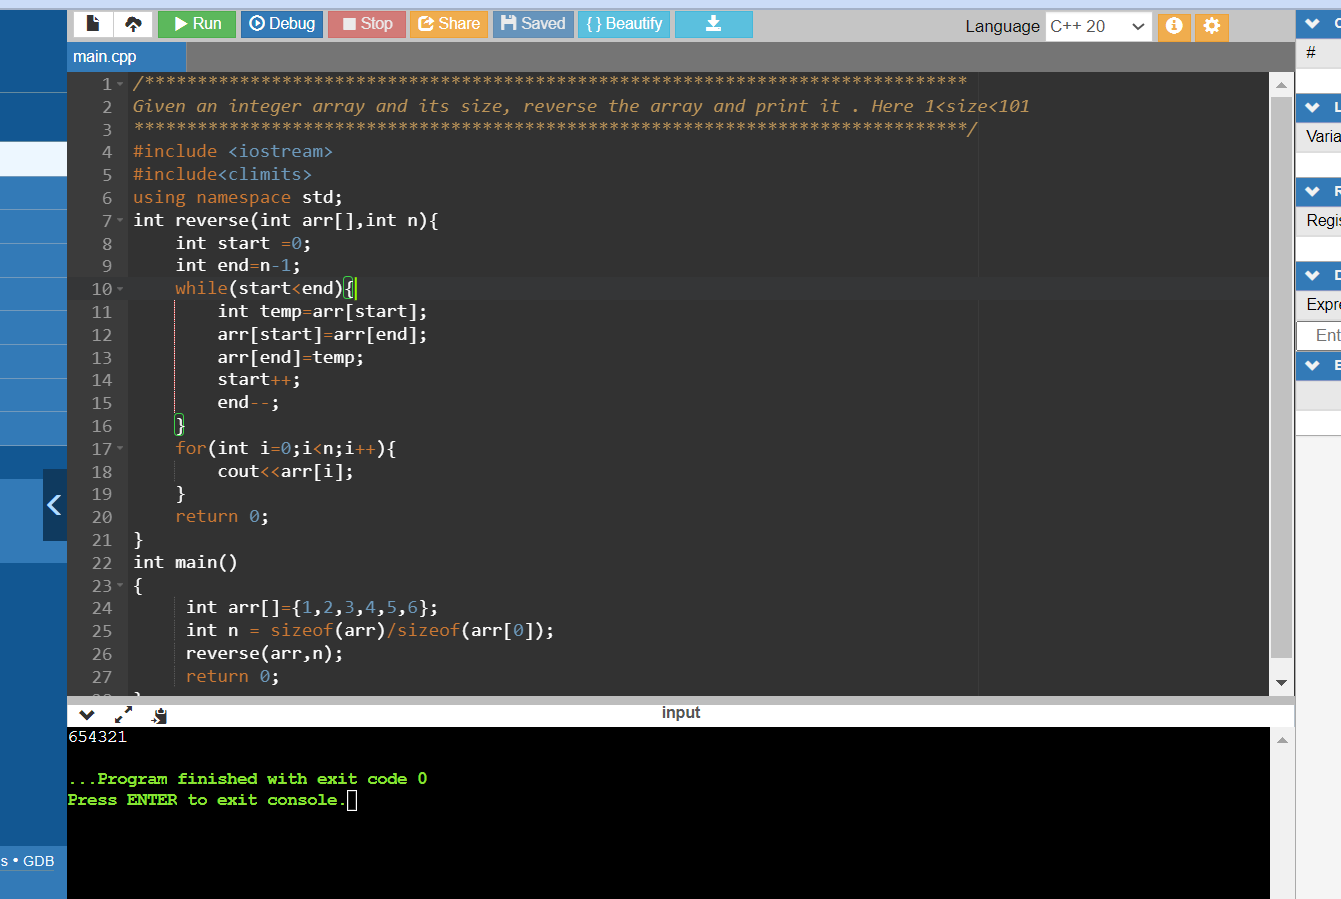 Run Debug Stop Share Saved { } Beautify Language C++ 20
main.cpp
#
1 /******************************************************************************
2 Given an integer array and its size, reverse the array and print it . Here 1<size<101
3 *******************************************************************************/
4 #include <iostream>
5 #include<climits>
6 using namespace std;
7 int reverse(int arr[],int n){
8     int start =0;
9     int end=n-1;
10     while(start<end){
11         int temp=arr[start];
12         arr[start]=arr[end];
13         arr[end]=temp;
14         start++;
15         end--;
16     }
17     for(int i=0;i<n;i++){
18         cout<<arr[i];
19     }
20     return 0;
21 }
22 int main()
23 {
24      int arr[]={1,2,3,4,5,6};
25      int n = sizeof(arr)/sizeof(arr[0]);
26      reverse(arr,n);
27      return 0;
input
654321
...Program finished with exit code 0
Press ENTER to exit console.
s • GDB
Varia
Regis
Expre
Ent